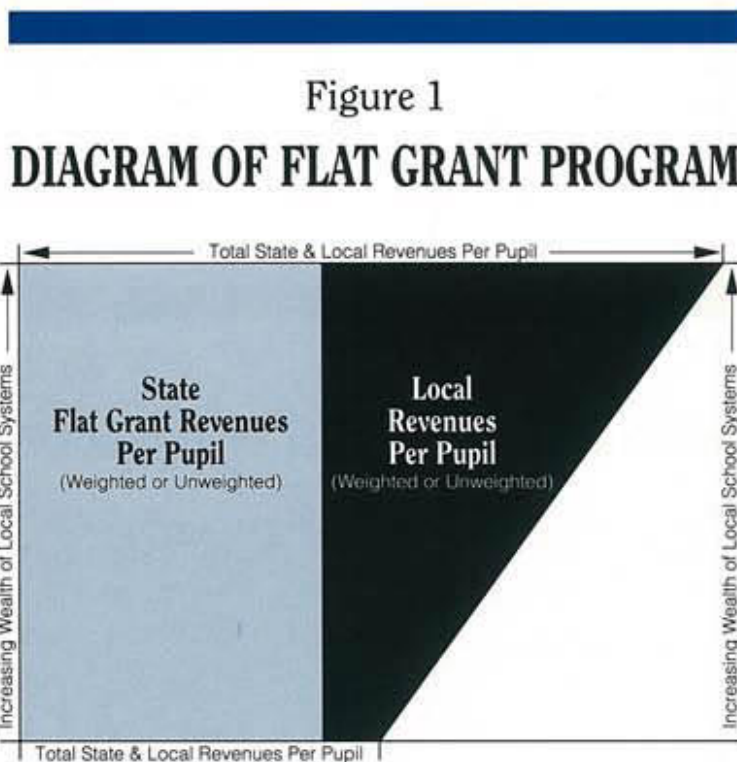 Figure 1
DIAGRAM OF FLAT GRANT PROGRAM
Total State & Local Revenues Per Pupil
Increasing Wealth of Local School Systems
State
Flat Grant Revenues
Per Pupil
(Weighted or Unweighted)
Local
Revenues
Per Pupil
(Weighted or Unweighted)
Increasing Wealth of Local School Systems
Total State & Local Revenues Per Pupil